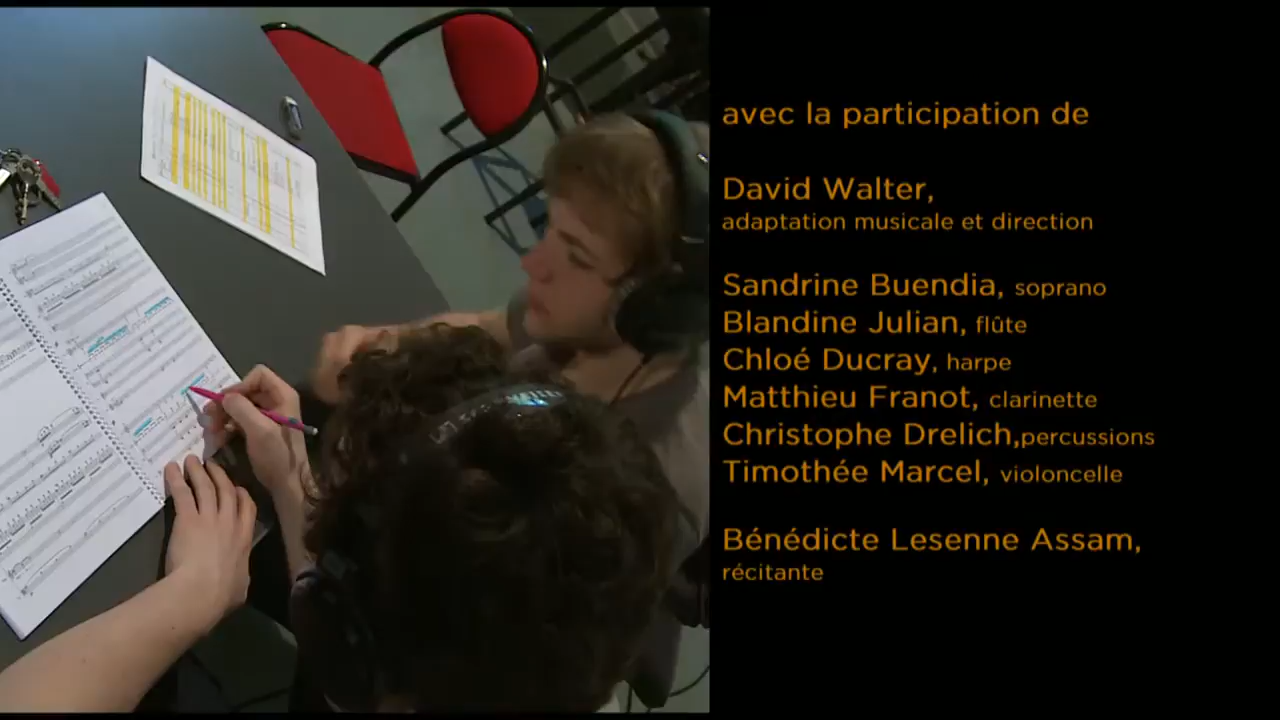 avec la participation de
David Walter,
adaptation musicale et direction
Sandrine Buendia, soprano
Blandine Julian, flûte
Chloé Ducray, harpe
Matthieu Franot, clarinette
Christophe Drelich,percussions
Timothée Marcel, violoncelle
Bénédicte Lesenne Assam,
récitante